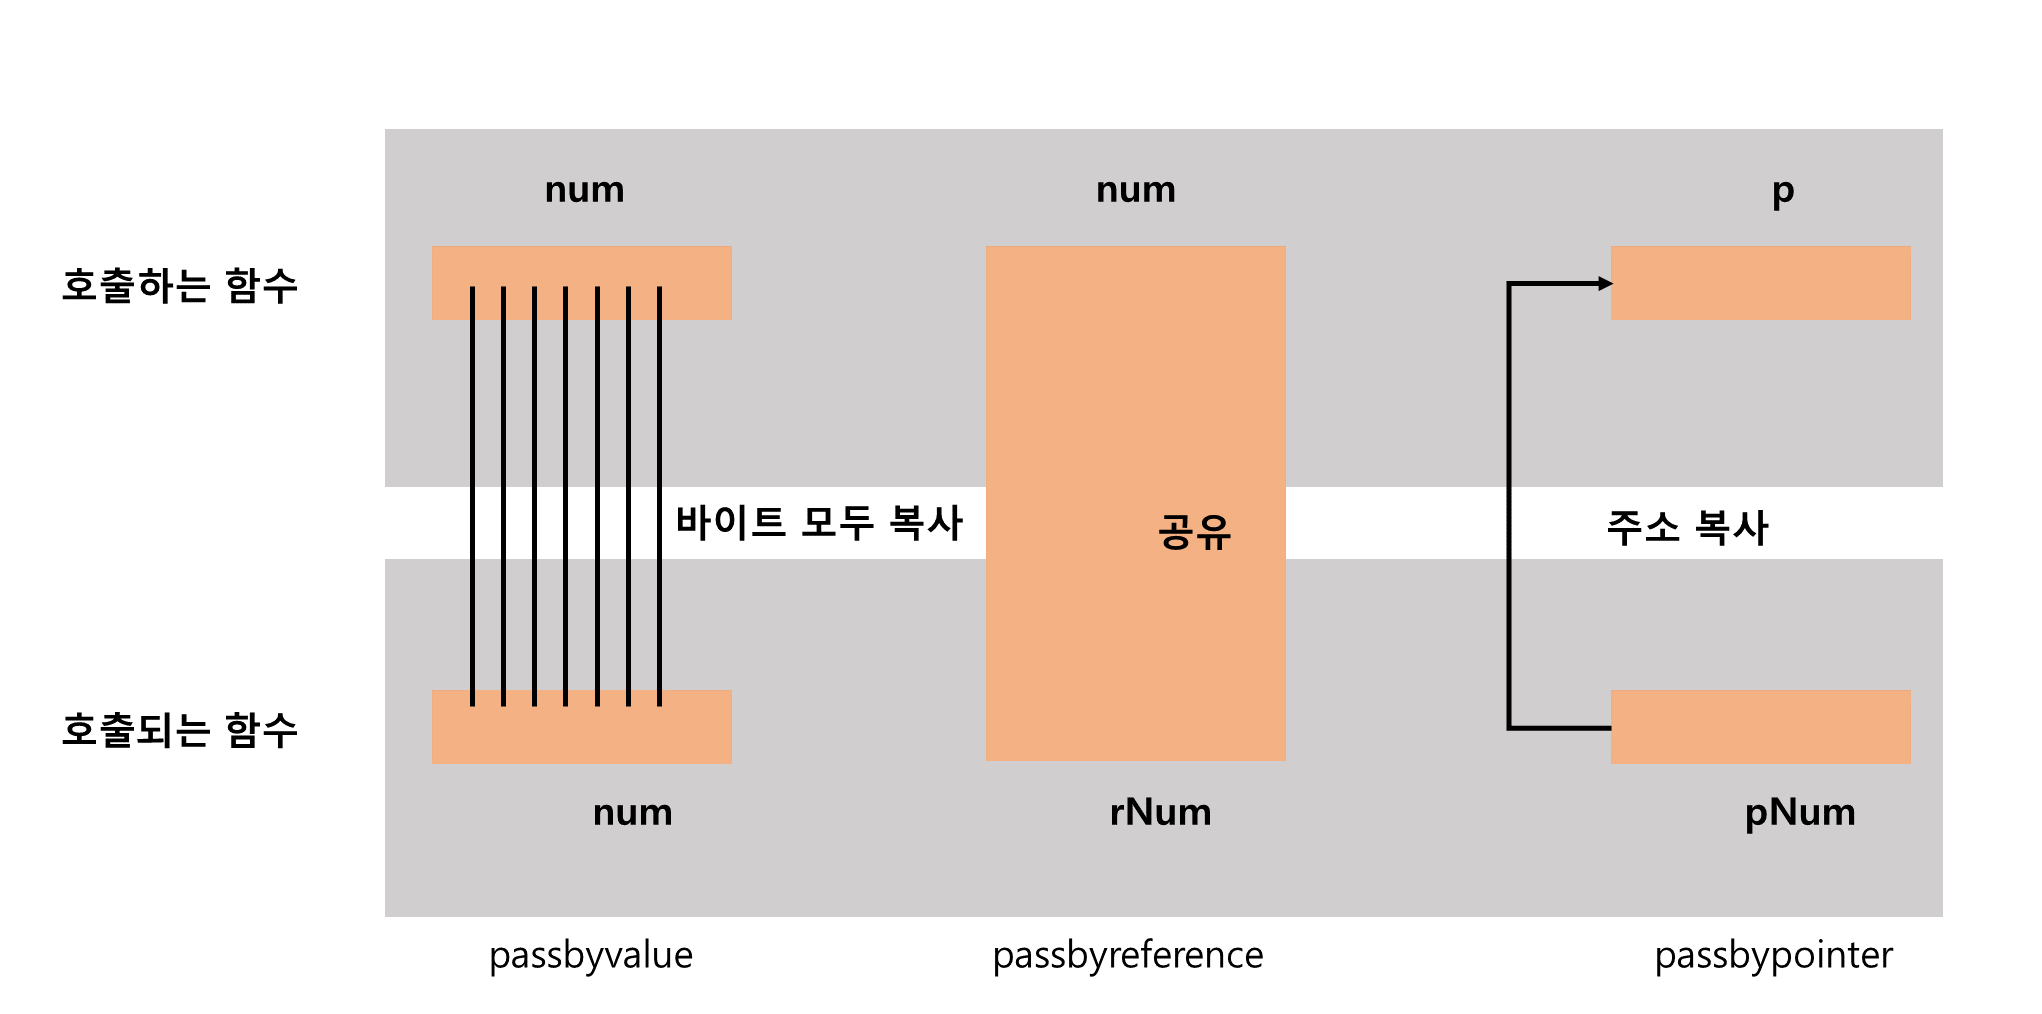 num
num
p
호출하는 함수
바이트 모두 복사
공유
주소 복사
호출되는 함수
num
rNum
pNum
passbyvalue
passbyreference
passbypointer